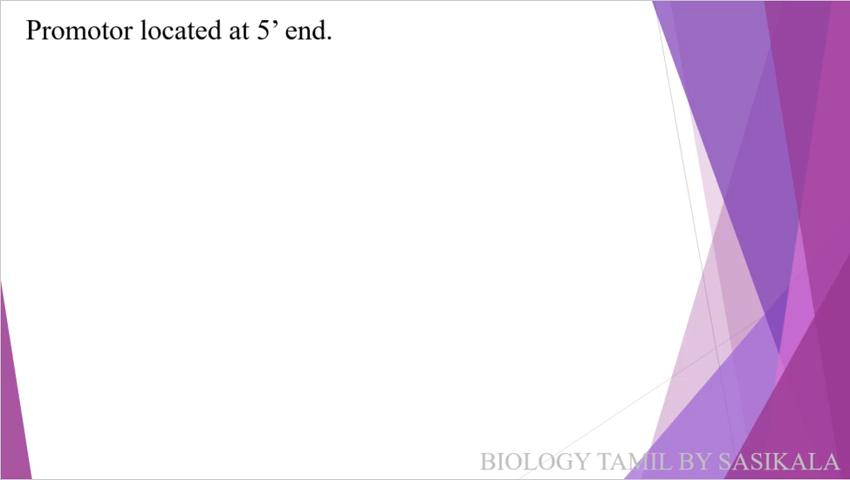 Promotor located at 5’ end.
BIOLOGY TAMIL BY SASIKALA